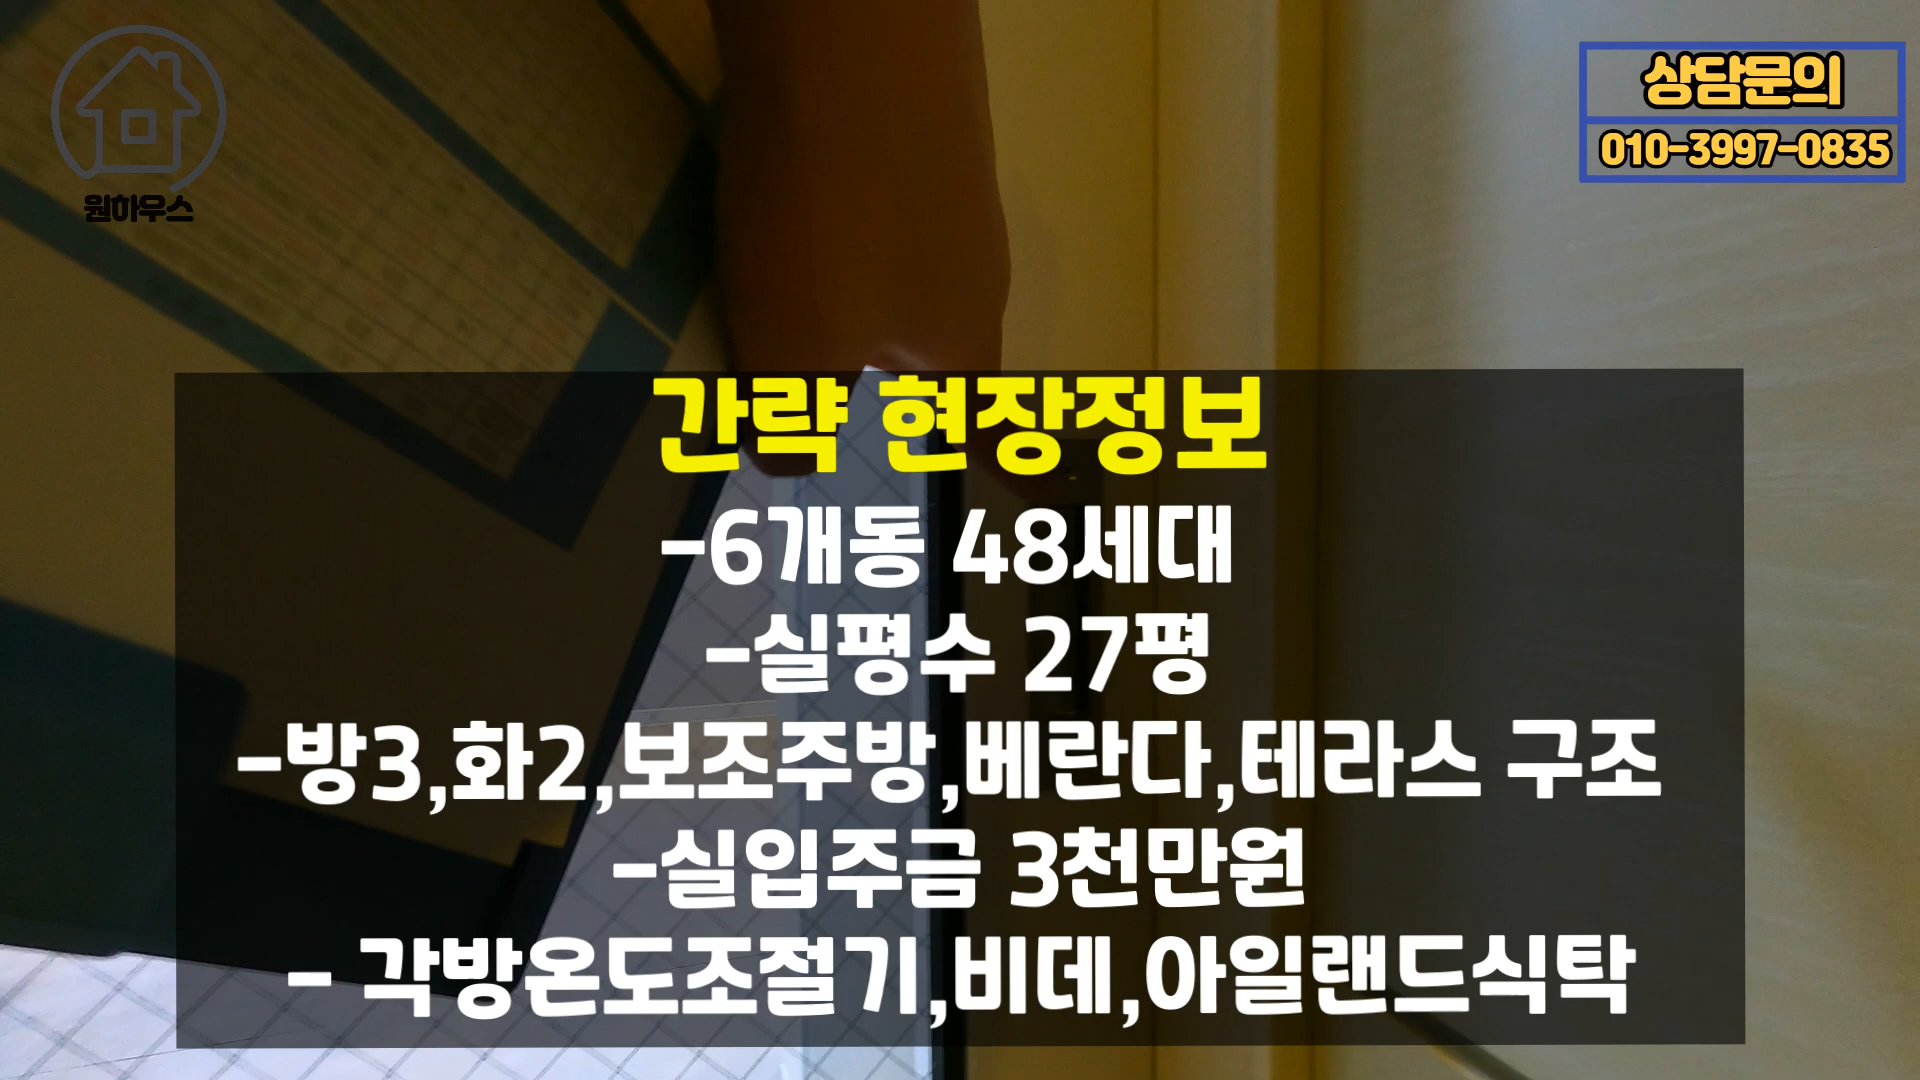 원하우스
상담문의
010-3997-0835
간략 현장정보
-6개동 48세대
-실평수 27평
-방3,화2,보조주방,베란다,테라스 구조
-실입주금 3천만원
- 각방온도조절기,비데,아일랜드식탁